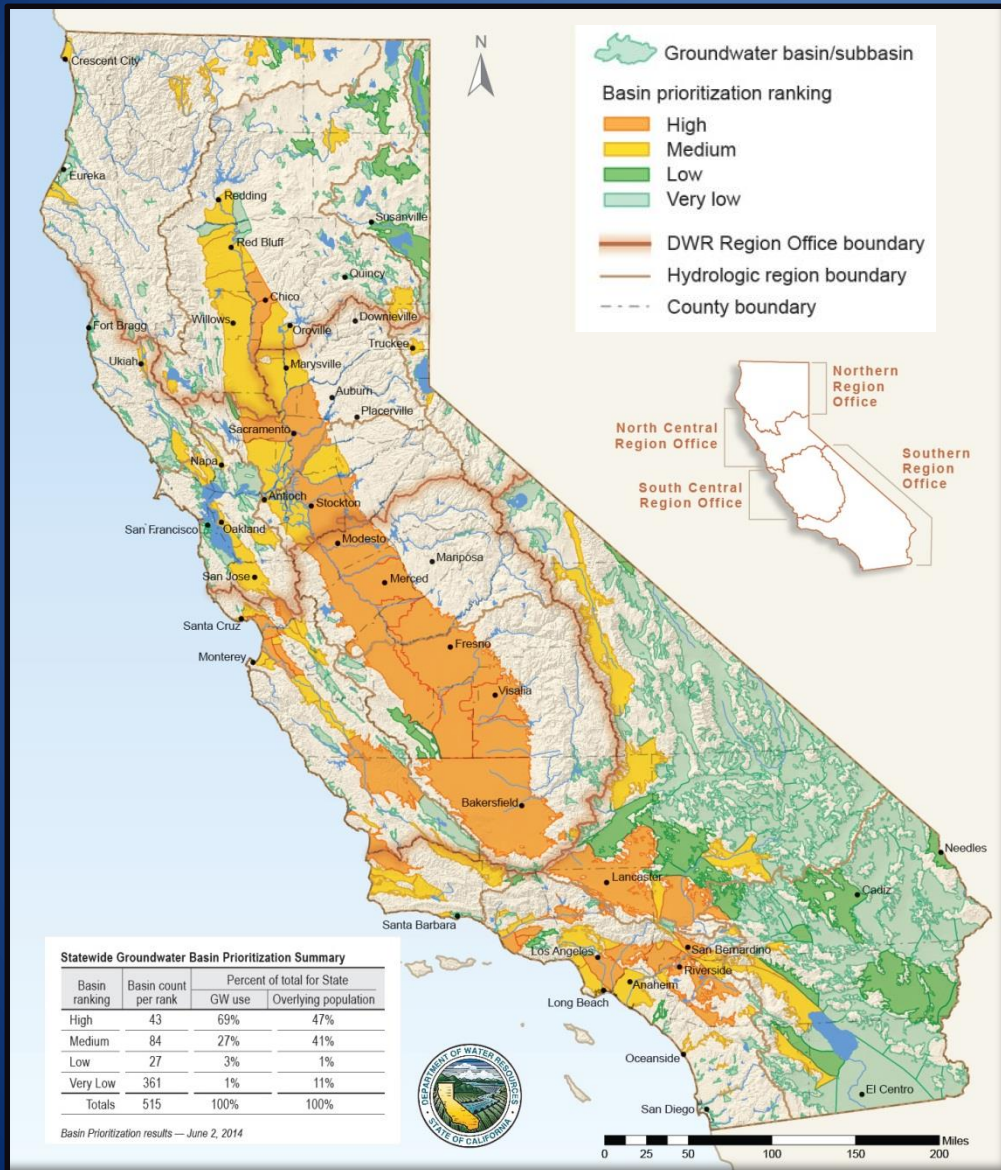 N
Groundwater basin/subbasin
Basin prioritization ranking
High
Medium
Low
Very low
DWR Region Office boundary
Hydrologic region boundary
County boundary
Northern
Region
Office
North Central
Region Office
Southern
Region
Office
South Central
Region Office
Crescent City
Eureka
Redding
Susanville
Red Bluff
Quincy
Chico
Fort Bragg
Willows
Oroville
Downieville
Ukiah
Truckee
Marysville
Auburn
Placerville
Sacramento
Napa
Antioch
Stockton
San Francisco
Oakland
Modesto
Mariposa
San Jose
Merced
Santa Cruz
Fresno
Monterey
Visalia
Bakersfield
Needles
Lancaster
Cadiz
Santa Barbara
Los Angeles
San Bernardino
Riverside
Anaheim
Long Beach
Oceanside
El Centro
San Diego
Statewide Groundwater Basin Prioritization Summary
Basin ranking Basin count per rank Percent of total for State
GW use Overlying population
High 43 69% 47%
Medium 84 27% 41%
Low 27 3% 1%
Very Low 361 1% 11%
Totals 515 100% 100%
Basin Prioritization results — June 2, 2014
DEPARTMENT OF WATER RESOURCES
STATE OF CALIFORNIA
0 25 50 100 150 200 Miles